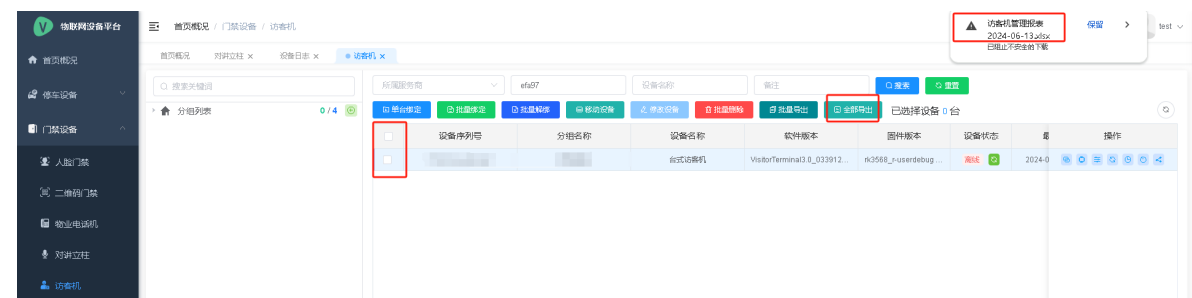 物联网设备平台
首页概况 / 门禁设备 / 访客机
访客机管理报表
2024-06-13.xlsx
已阻止不安全的下载
保留
test
首页概况
首页概况 对讲立柱 × 设备日志 × 访客机 ×
停车设备
门禁设备
人脸门禁
二维码门禁
物业电话机
对讲立柱
访客机
搜索关键词
分组列表 0 / 4
所属服务商 efa97 设备名称 备注 搜索 重置
单台绑定 批量绑定 批量解绑 移动设备 修改设备 批量删除 批量导出 全部导出 已选择设备 0 台
设备序列号 分组名称 设备名称 软件版本 固件版本 设备状态 操作
台式访客机 VisitorTerminal3.0_033912... rk3568_r-userdebug ... 离线 2024-0